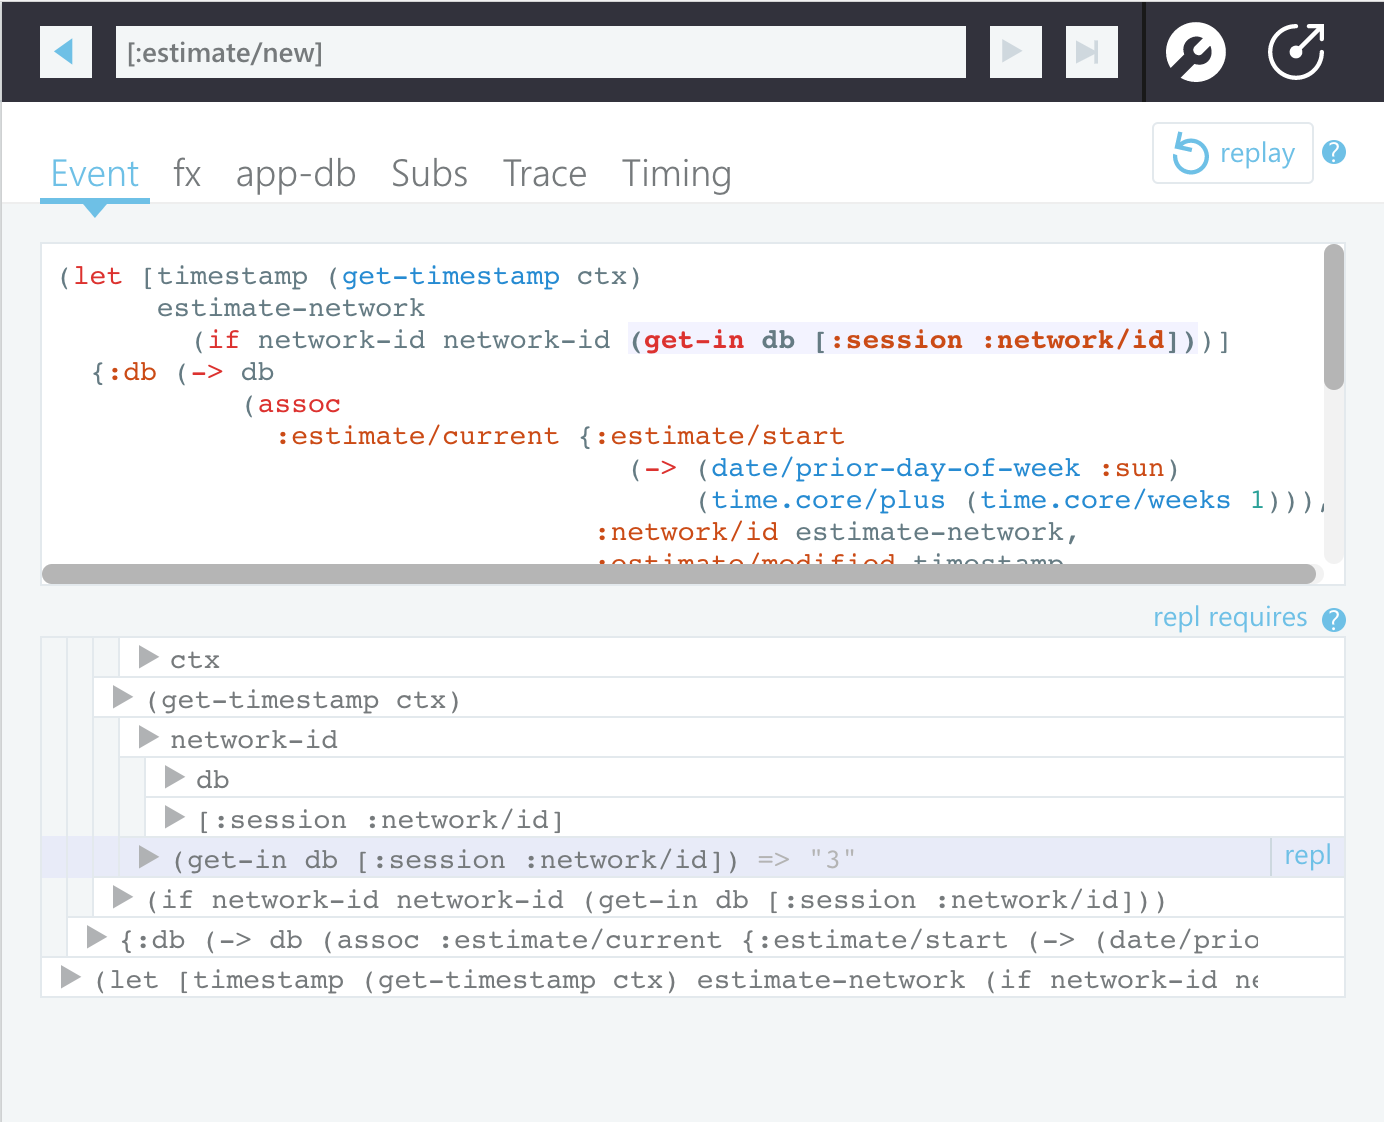 [:estimate/new]
replay ?
Event fx app-db Subs Trace Timing
(let [timestamp (get-timestamp ctx)
estimate-network
(if network-id network-id (get-in db [:session :network/id]))]
{:db (-> db
(assoc
:estimate/current {:estimate/start
(-> (date/prior-day-of-week :sun)
(time.core/plus (time.core/weeks 1))),
:network/id estimate-network,
:estimate/modified timestamp
repl requires ?
ctx
(get-timestamp ctx)
network-id
db
[:session :network/id]
(get-in db [:session :network/id]) => "3" repl
(if network-id network-id (get-in db [:session :network/id]))
{:db (-> db (assoc :estimate/current {:estimate/start (-> (date/prio
(let [timestamp (get-timestamp ctx) estimate-network (if network-id ne